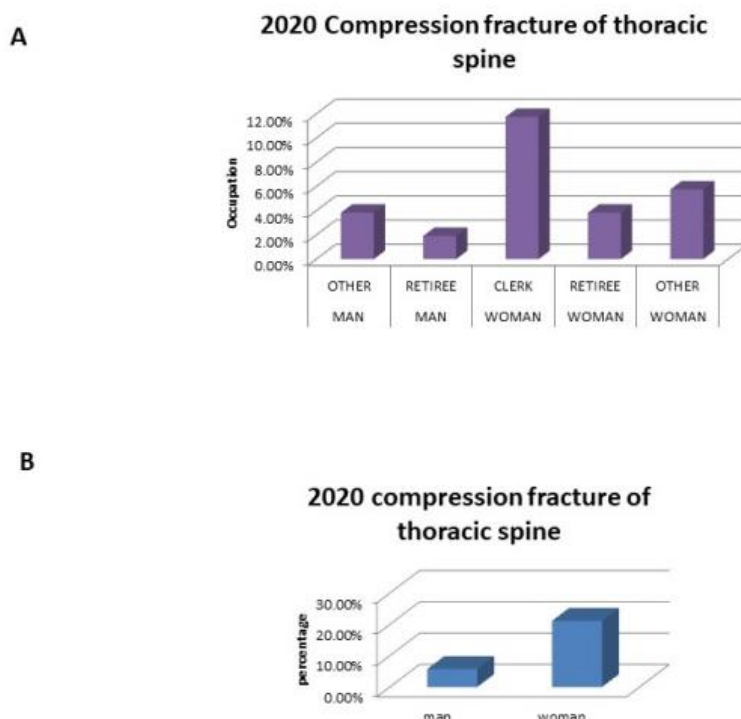 A
2020 Compression fracture of thoracic
spine
12.00%
10.00%
8.00%
6.00%
4.00%
2.00%
0.00%
Occupation
OTHER RETIREE CLERK RETIREE OTHER
MAN MAN WOMAN WOMAN WOMAN
B
2020 compression fracture of
thoracic spine
30.00%
20.00%
10.00%
0.00%
percentage
man woman